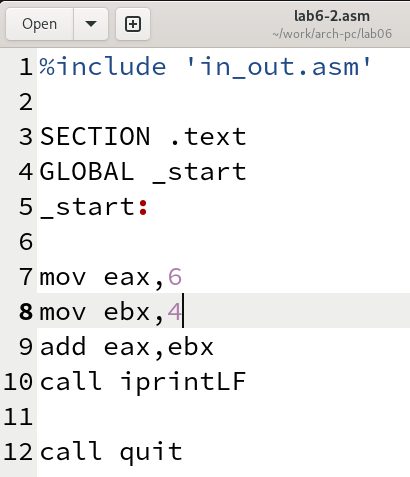 Open
lab6-2.asm
~/work/arch-pc/lab06
1 %include 'in_out.asm'
2
3 SECTION .text
4 GLOBAL _start
5 _start:
6
7 mov eax,6
8 mov ebx,4
9 add eax,ebx
10 call iprintLF
11
12 call quit